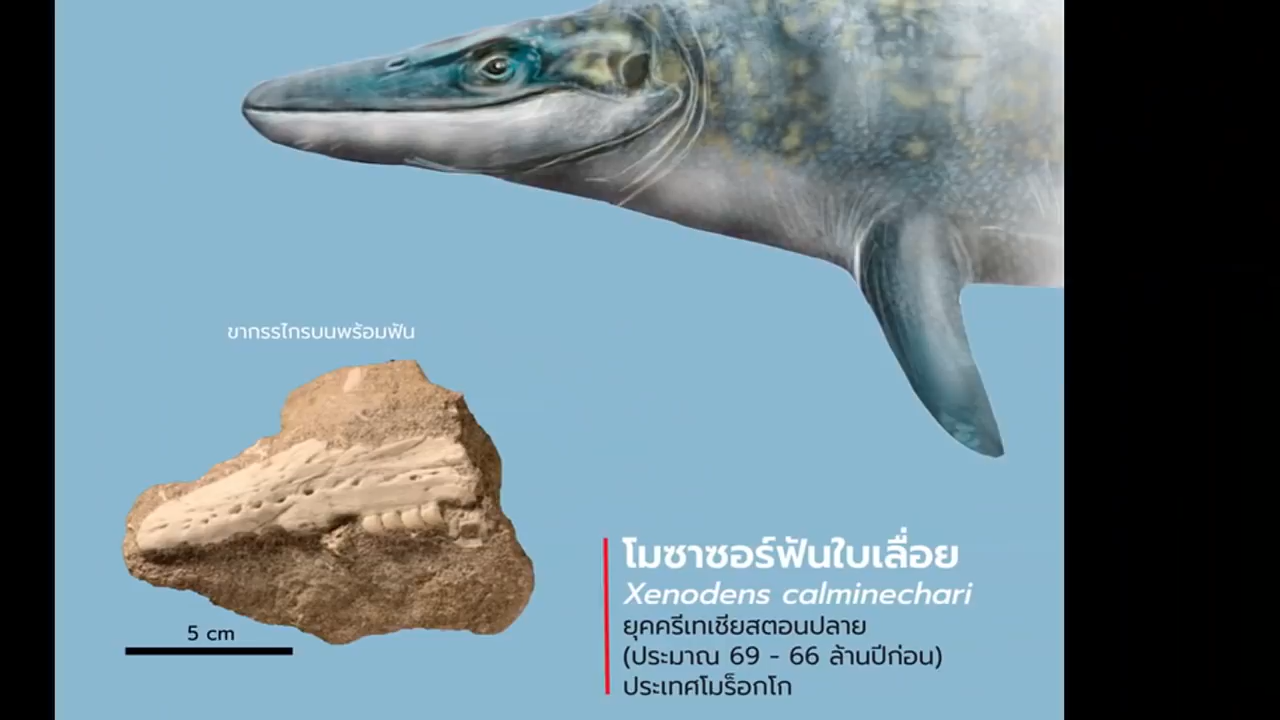 ขากรรไกรบนพร้อมฟัน
5 cm
โมซาซอร์ฟันใบเลื่อย
Xenodens calminechari
ยุคครีเทเชียสตอนปลาย
(ประมาณ 69 - 66 ล้านปีก่อน)
ประเทศโมร็อกโก